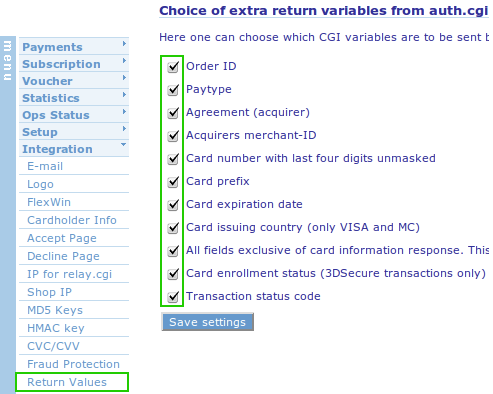 Choice of extra return variables from auth.cgi
Here one can choose which CGI variables are to be sent
menu
Payments
Subscription
Voucher
Statistics
Ops Status
Setup
Integration
E-mail
Logo
FlexWin
Cardholder Info
Accept Page
Decline Page
IP for relay.cgi
Shop IP
MD5 Keys
HMAC key
CVC/CVV
Fraud Protection
Return Values
Order ID
Paytype
Agreement (acquirer)
Acquirers merchant-ID
Card number with last four digits unmasked
Card prefix
Card expiration date
Card issuing country (only VISA and MC)
All fields exclusive of card information response. This
Card enrollment status (3DSecure transactions only)
Transaction status code
Save settings